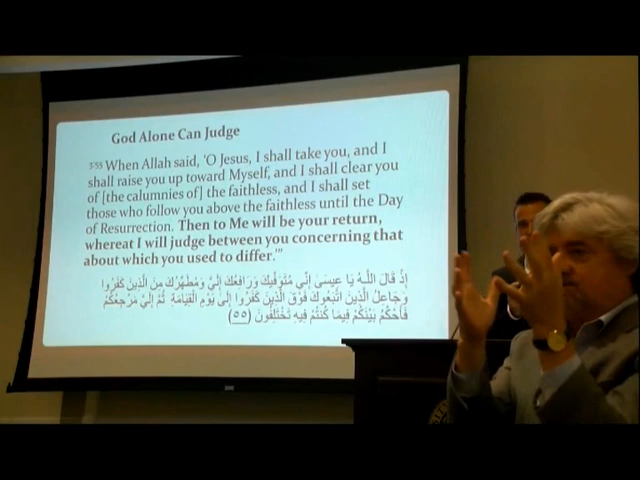 God Alone Can Judge
3:55 When Allah said, 'O Jesus, I shall take you, and I
shall raise you up toward Myself, and I shall clear you
of [the calumnies of] the faithless, and I shall set
those who follow you above the faithless until the Day
of Resurrection. Then to Me will be your return,
whereat I will judge between you concerning that
about which you used to differ.'"
إِذْ قَالَ اللَّـهُ يَا عِيسَىٰ إِنِّي مُتَوَفِّيكَ وَرَافِعُكَ إِلَيَّ وَمُطَهِّرُكَ مِنَ الَّذِينَ كَفَرُوا
وَجَاعِلُ الَّذِينَ اتَّبَعُوكَ فَوْقَ الَّذِينَ كَفَرُوا إِلَىٰ يَوْمِ الْقِيَامَةِ ثُمَّ إِلَيَّ مَرْجِعُكُمْ
فَأَحْكُمُ بَيْنَكُمْ فِيمَا كُنتُمْ فِيهِ تَخْتَلِفُونَ ﴿٥٥﴾